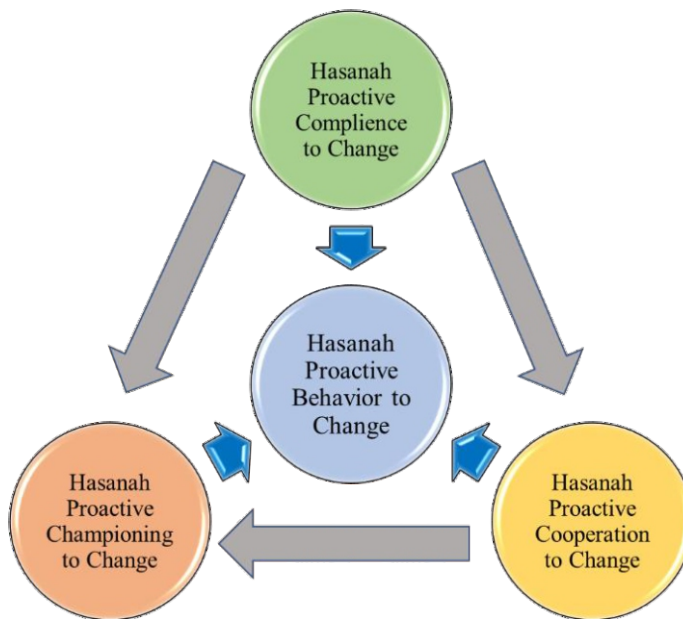 Hasanah
Proactive
Complience
to Change
Hasanah
Proactive
Behavior to
Change
Hasanah
Proactive
Championing
to Change
Hasanah
Proactive
Cooperation
to Change